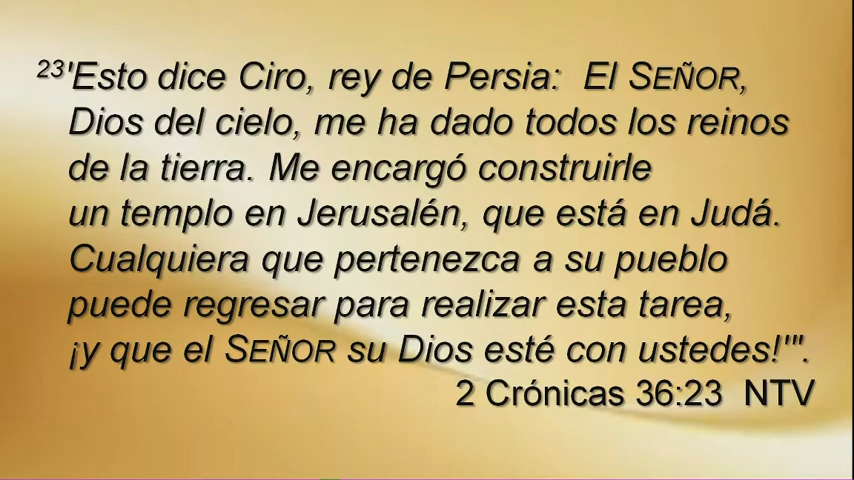 23'Esto dice Ciro, rey de Persia:  El SEÑOR,
Dios del cielo, me ha dado todos los reinos
de la tierra. Me encargó construirle
un templo en Jerusalén, que está en Judá.
Cualquiera que pertenezca a su pueblo
puede regresar para realizar esta tarea,
¡y que el SEÑOR su Dios esté con ustedes!'".
2 Crónicas 36:23  NTV